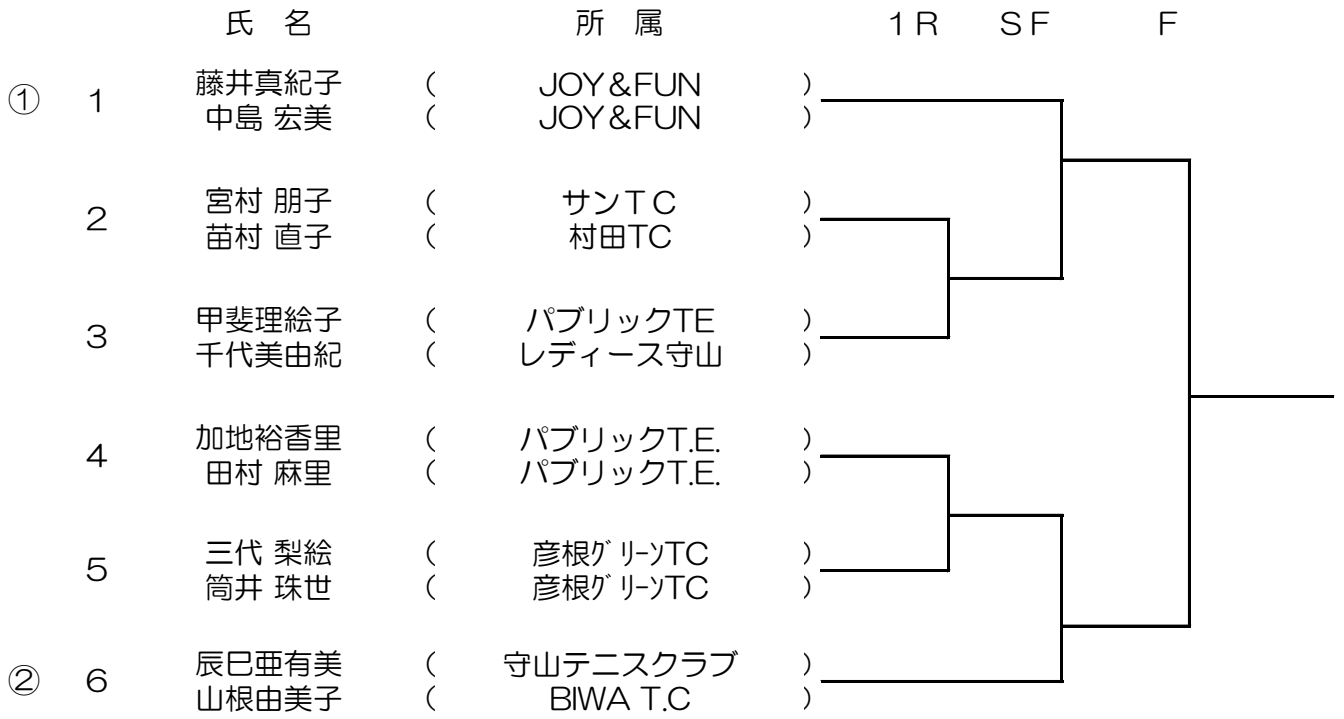 氏 名 所 属 1R SF F
① 1 藤井真紀子 ( JOY&FUN )
中島 宏美 ( JOY&FUN )
2 宮村 朋子 ( サンTC )
苗村 直子 ( 村田TC )
3 甲斐理絵子 ( パブリックTE )
千代美由紀 ( レディース守山 )
4 加地裕香里 ( パブリックT.E. )
田村 麻里 ( パブリックT.E. )
5 三代 梨絵 ( 彦根グリーンTC )
筒井 珠世 ( 彦根グリーンTC )
② 6 辰巳亜有美 ( 守山テニスクラブ )
山根由美子 ( BIWA T.C )